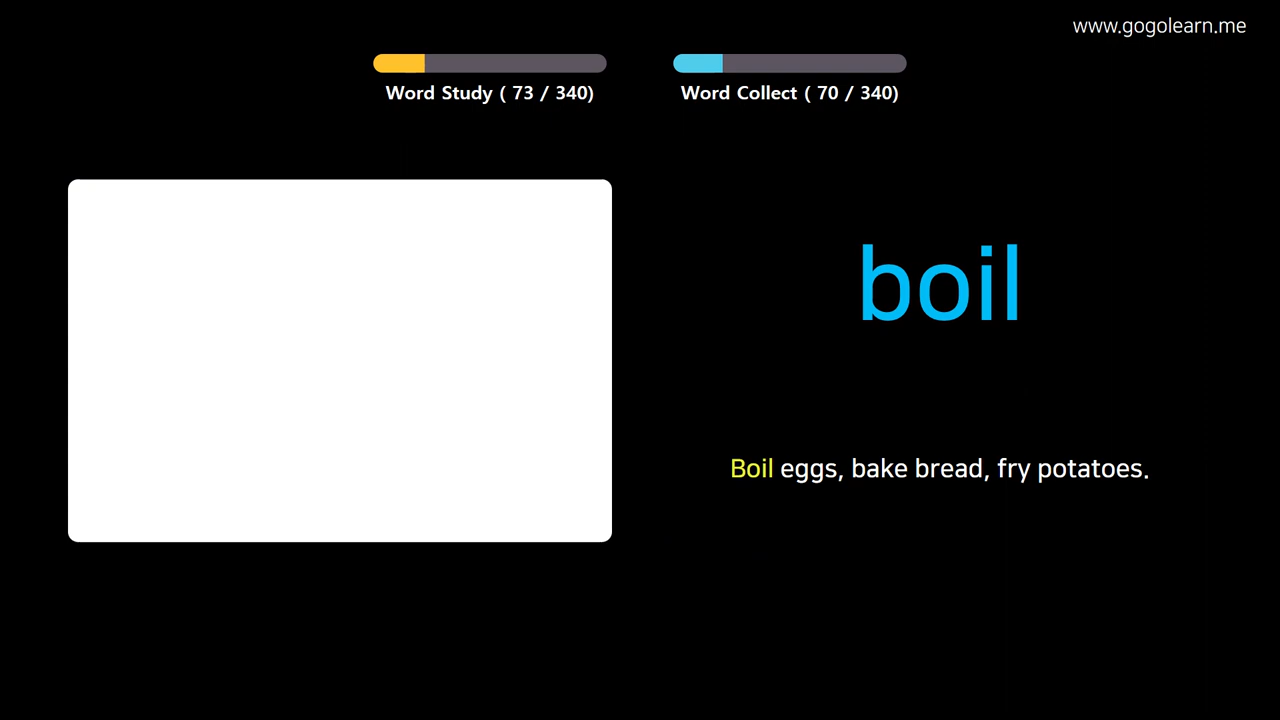 www.gogolearn.me
Word Study ( 73 / 340)
Word Collect ( 70 / 340)
boil
Boil eggs, bake bread, fry potatoes.